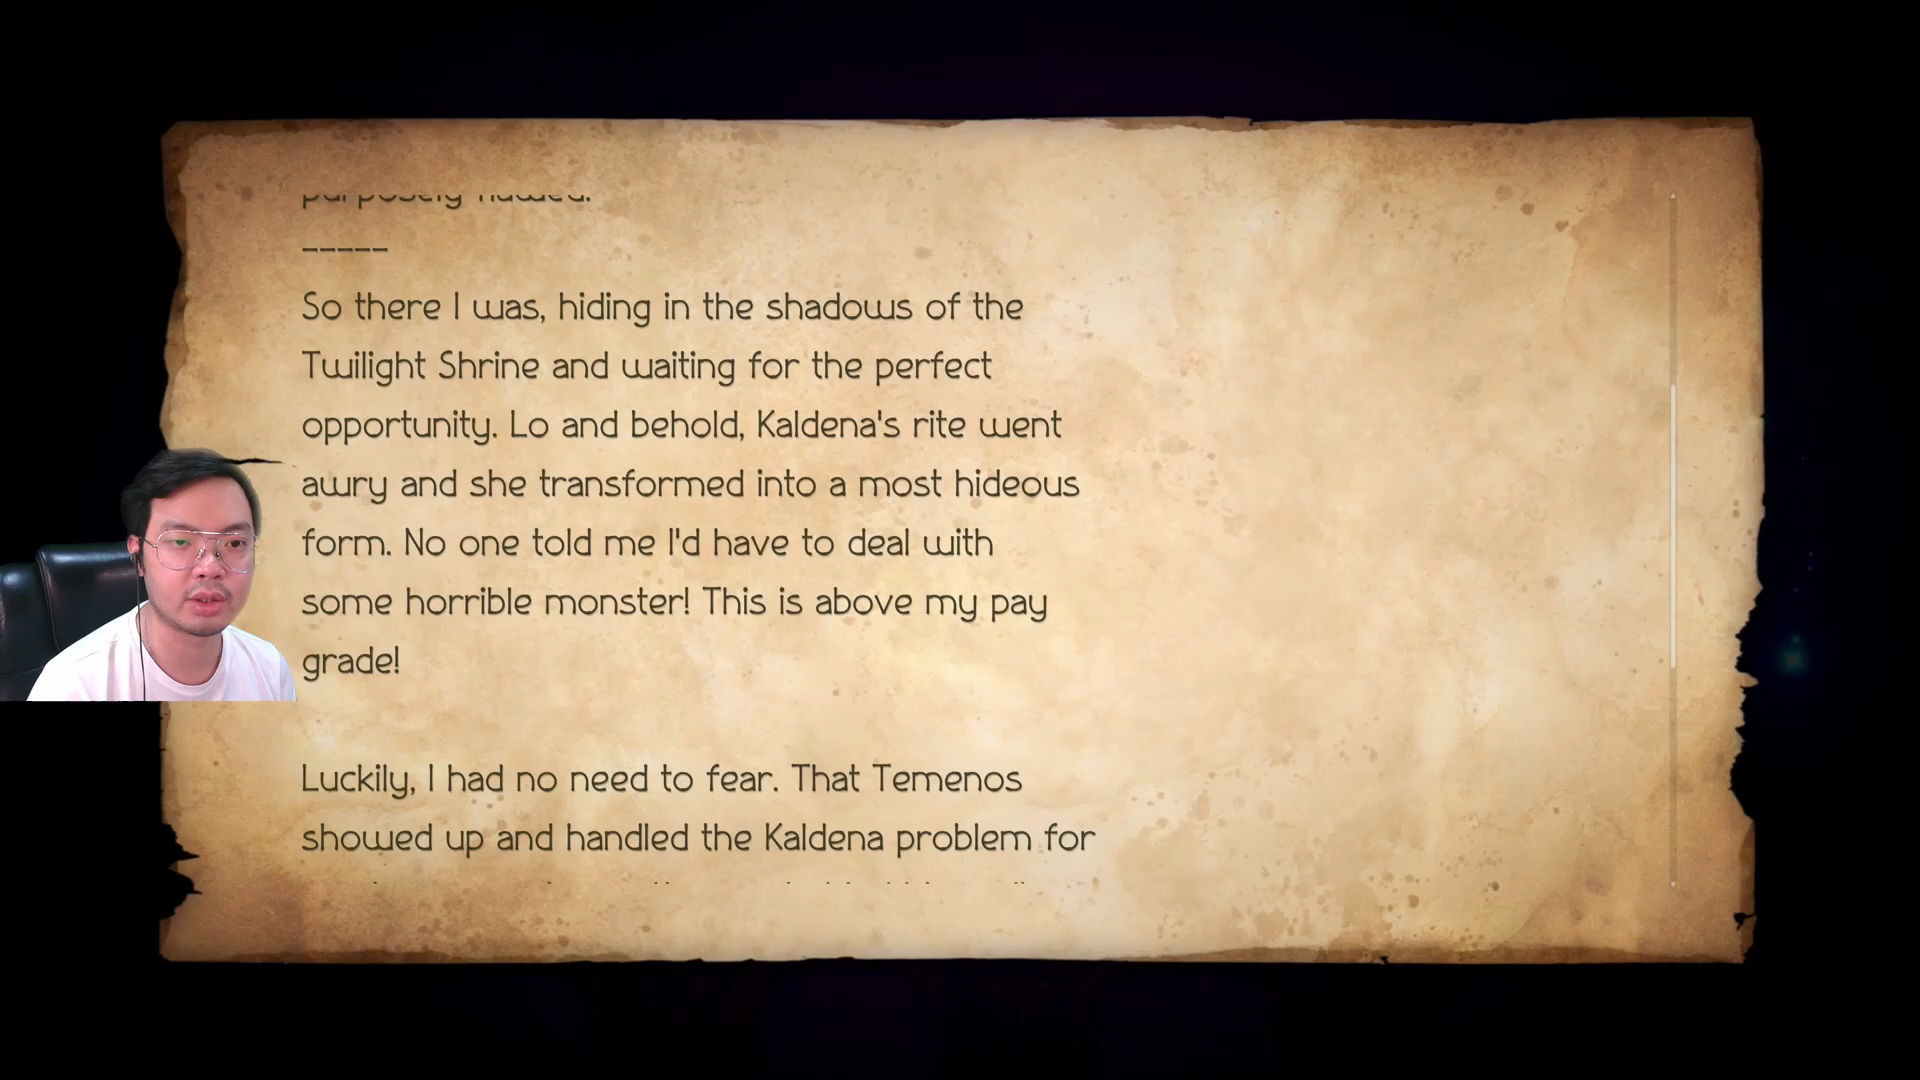 purposely flawed.
-----
So there I was, hiding in the shadows of the
Twilight Shrine and waiting for the perfect
opportunity. Lo and behold, Kaldena's rite went
awry and she transformed into a most hideous
form. No one told me I'd have to deal with
some horrible monster! This is above my pay
grade!
Luckily, I had no need to fear. That Temenos
showed up and handled the Kaldena problem for